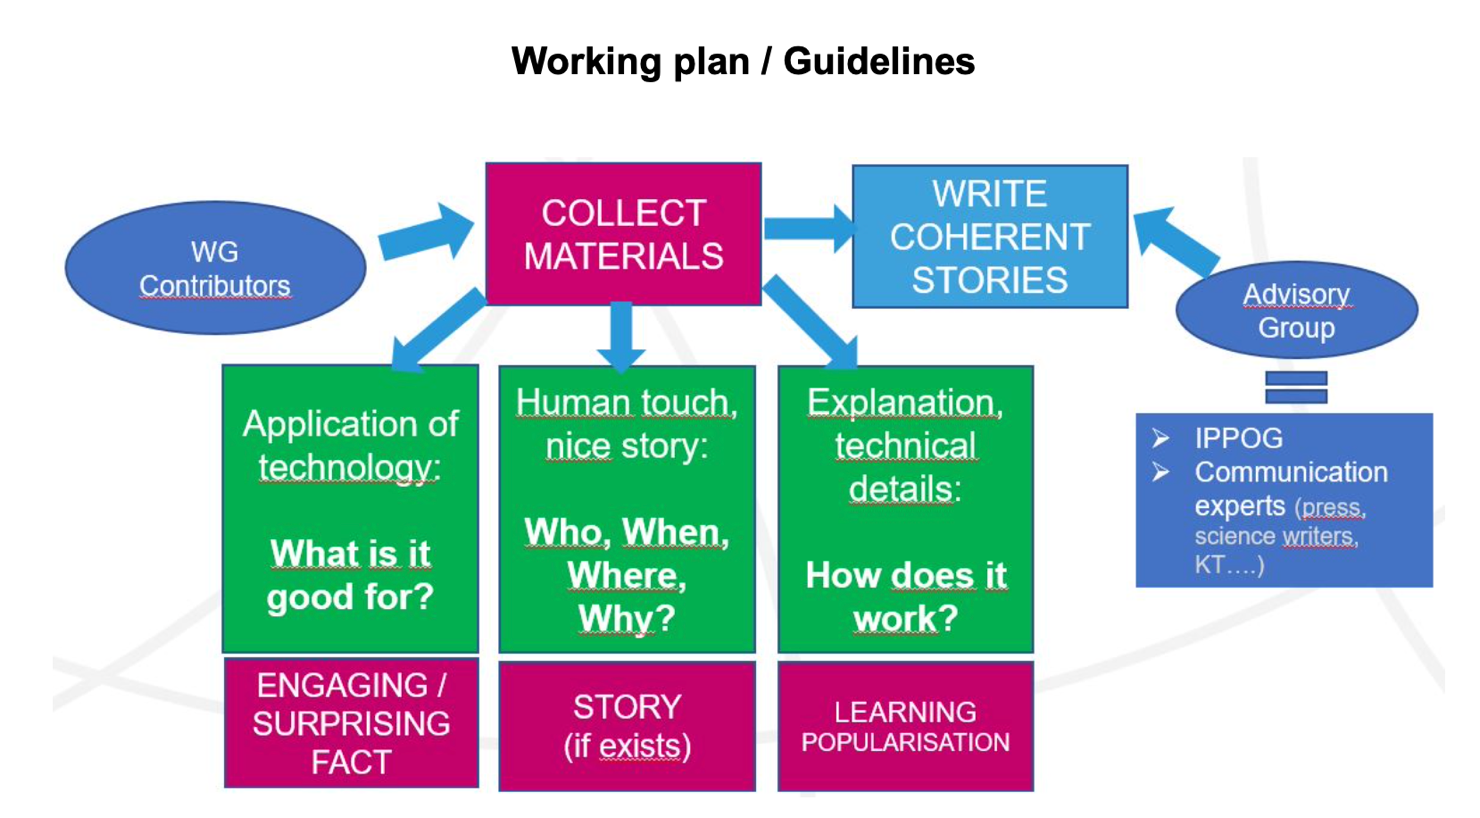 Working plan / Guidelines
WG
Contributors
COLLECT
MATERIALS
WRITE
COHERENT
STORIES
Advisory
Group
Application of
technology:
What is it
good for?
Human touch,
nice story:
Who, When,
Where,
Why?
Explanation,
technical
details:
How does it
work?
➢ IPPOG
➢ Communication
experts (press,
science writers,
KT….)
ENGAGING /
SURPRISING
FACT
STORY
(if exists)
LEARNING
POPULARISATION